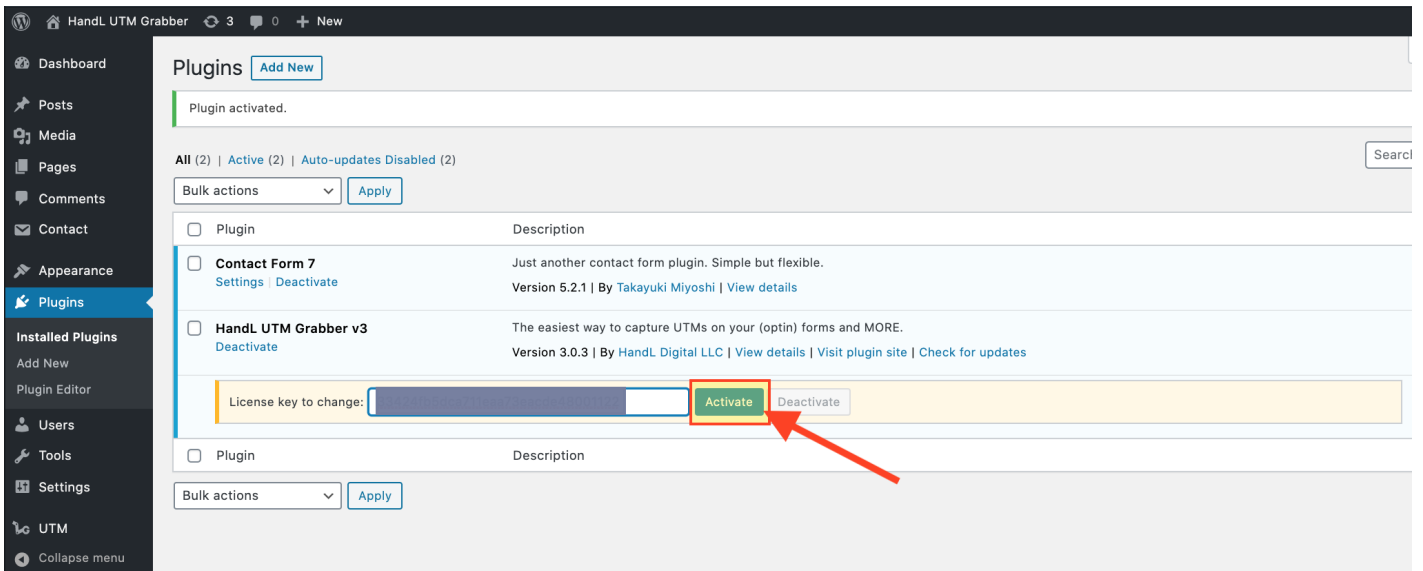 HandL UTM Grabber 3 0 + New
Dashboard
Posts
Media
Pages
Comments
Contact
Appearance
Plugins
Installed Plugins
Add New
Plugin Editor
Users
Tools
Settings
UTM
Collapse menu
Plugins Add New
Plugin activated.
All (2) | Active (2) | Auto-updates Disabled (2)
Search
Bulk actions Apply
Plugin Description
Contact Form 7 Just another contact form plugin. Simple but flexible.
Settings | Deactivate Version 5.2.1 | By Takayuki Miyoshi | View details
HandL UTM Grabber v3 The easiest way to capture UTMs on your (optin) forms and MORE.
Deactivate Version 3.0.3 | By HandL Digital LLC | View details | Visit plugin site | Check for updates
License key to change: Activate Deactivate
Plugin Description
Bulk actions Apply